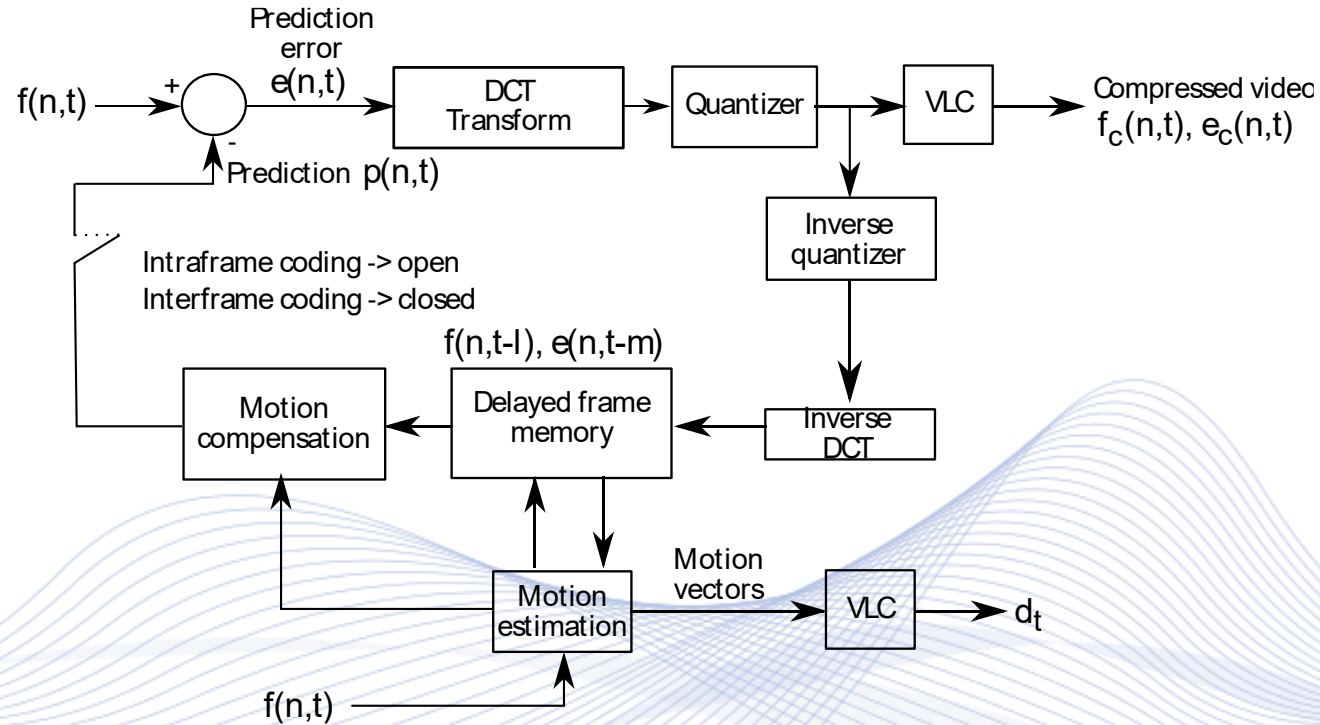 Prediction
error
e(n,t)
f(n,t)
+
-
DCT
Transform
Quantizer
VLC
Compressed video
f_c(n,t), e_c(n,t)
Prediction p(n,t)
Inverse
quantizer
Intraframe coding -> open
Interframe coding -> closed
f(n,t-l), e(n,t-m)
Motion
compensation
Delayed frame
memory
Inverse
DCT
Motion
estimation
Motion
vectors
VLC
d_t
f(n,t)